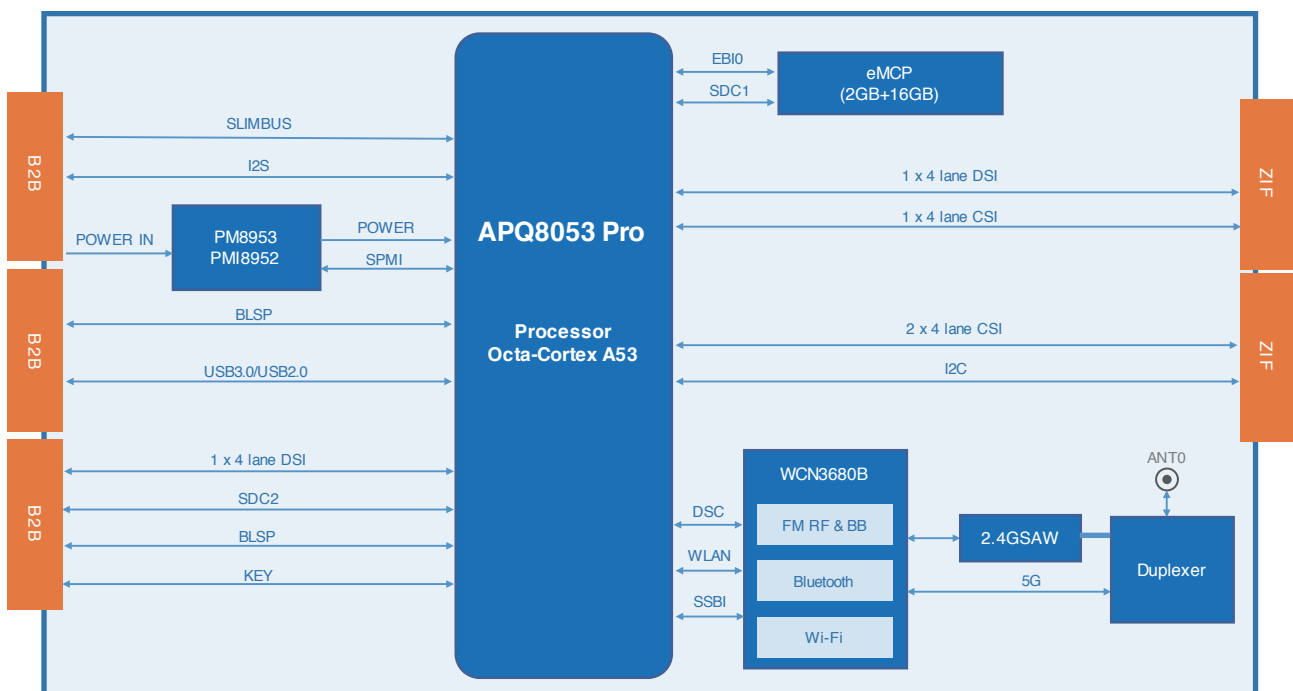 B2B
SLIMBUS
I2S
POWER IN
PM8953
PMI8952
POWER
SPMI
B2B
BLSP
USB3.0/USB2.0
B2B
1 x 4 lane DSI
SDC2
BLSP
KEY
APQ8053 Pro
Processor
Octa-Cortex A53
EBI0
SDC1
eMCP
(2GB+16GB)
1 x 4 lane DSI
1 x 4 lane CSI
ZIF
2 x 4 lane CSI
I2C
ZIF
DSC
WLAN
SSBI
WCN3680B
FM RF & BB
Bluetooth
Wi-Fi
2.4GSAW
5G
ANT0
Duplexer